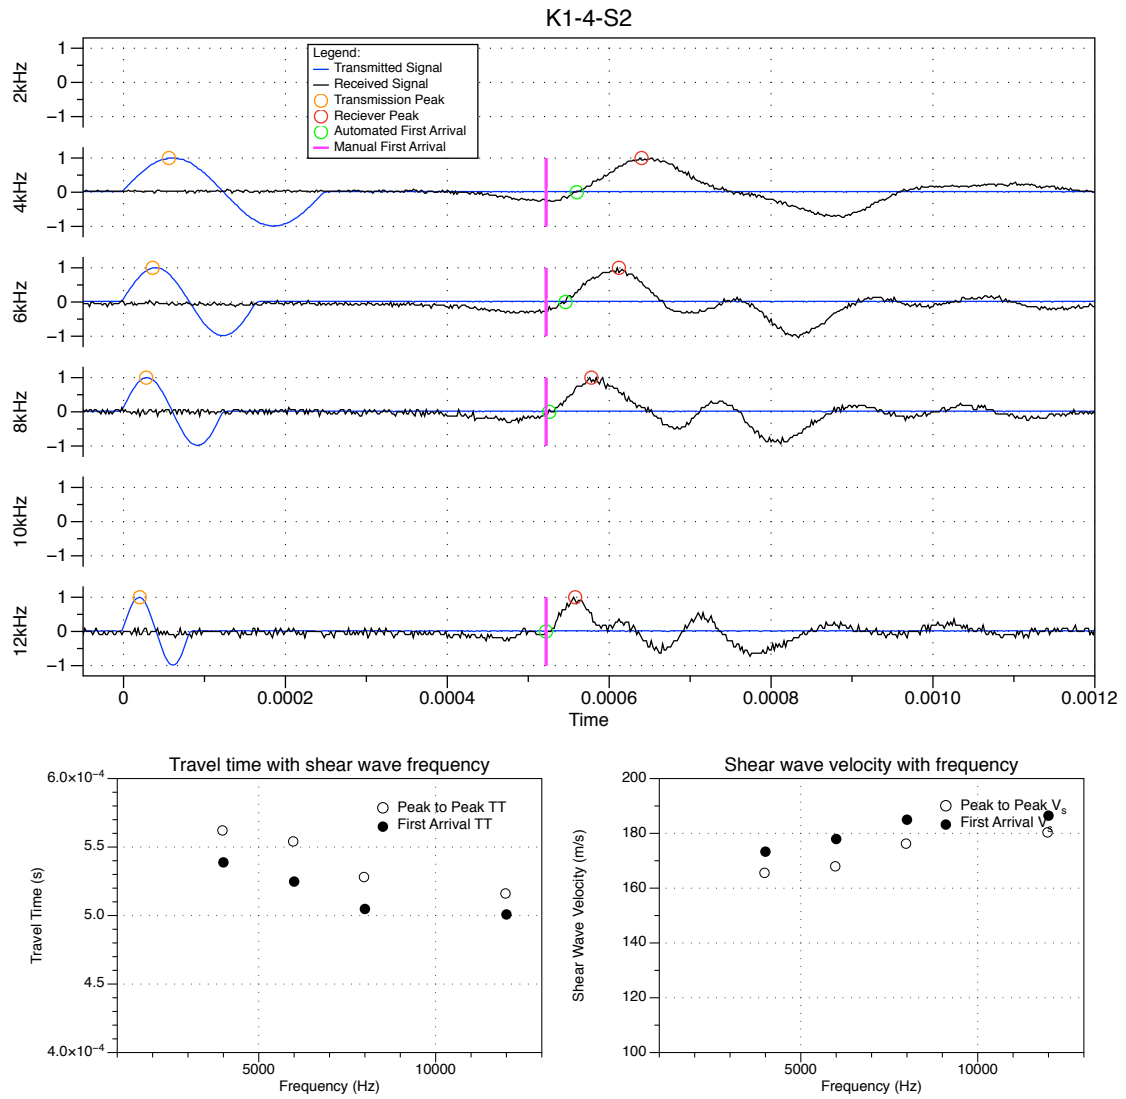 K1-4-S2
Legend:
Transmitted Signal
Received Signal
Transmission Peak
Reciever Peak
Automated First Arrival
Manual First Arrival
2kHz
1
0
−1
4kHz
1
0
−1
6kHz
1
0
−1
8kHz
1
0
−1
10kHz
1
0
−1
12kHz
1
0
−1
0 0.0002 0.0004 0.0006 0.0008 0.0010 0.0012
Time
Travel time with shear wave frequency
Travel Time (s)
6.0×10⁻⁴
5.5
5.0
4.5
4.0×10⁻⁴
Peak to Peak TT
First Arrival TT
5000 10000
Frequency (Hz)
Shear wave velocity with frequency
Shear Wave Velocity (m/s)
200
180
160
140
120
100
Peak to Peak Vₛ
First Arrival Vₛ
5000 10000
Frequency (Hz)